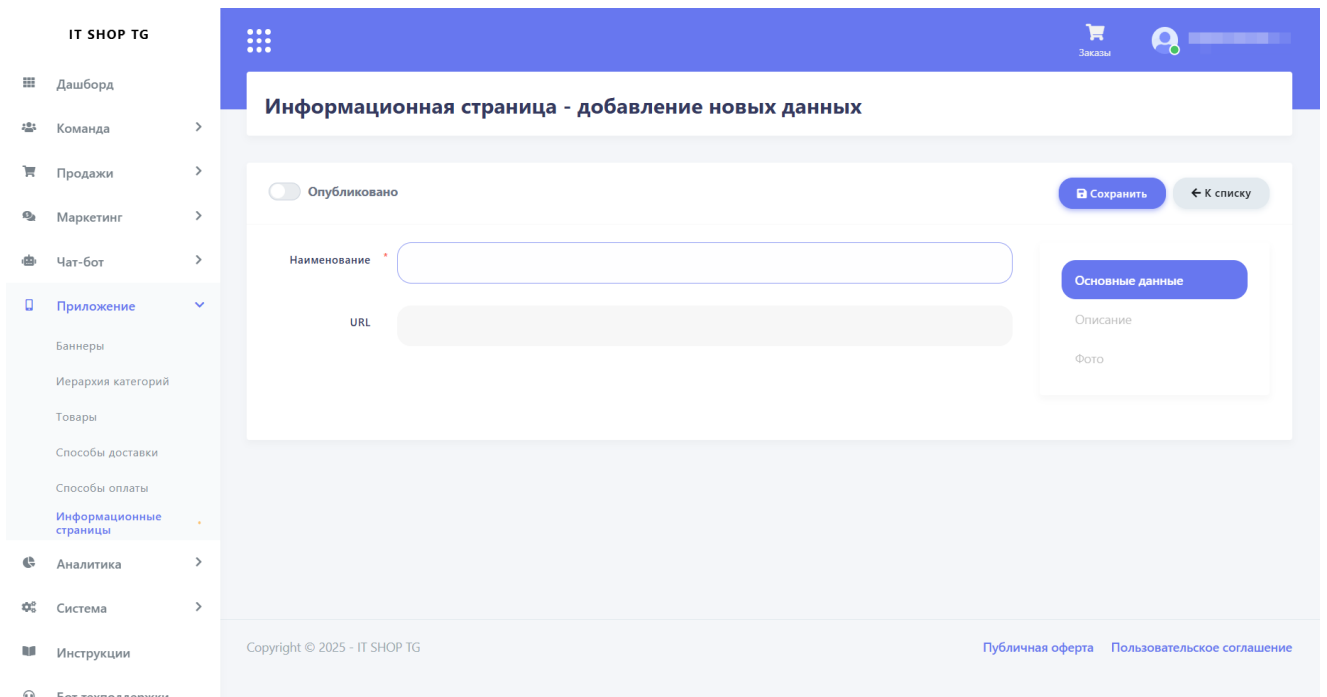 IT SHOP TG
Дашборд
Команда
Продажи
Маркетинг
Чат-бот
Приложение
Баннеры
Иерархия категорий
Товары
Способы доставки
Способы оплаты
Информационные
страницы
Аналитика
Система
Инструкции
Бот техподдержки
Заказы
Информационная страница - добавление новых данных
Опубликовано
Сохранить
К списку
Наименование *
URL
Основные данные
Описание
Фото
Copyright © 2025 - IT SHOP TG
Публичная оферта Пользовательское соглашение